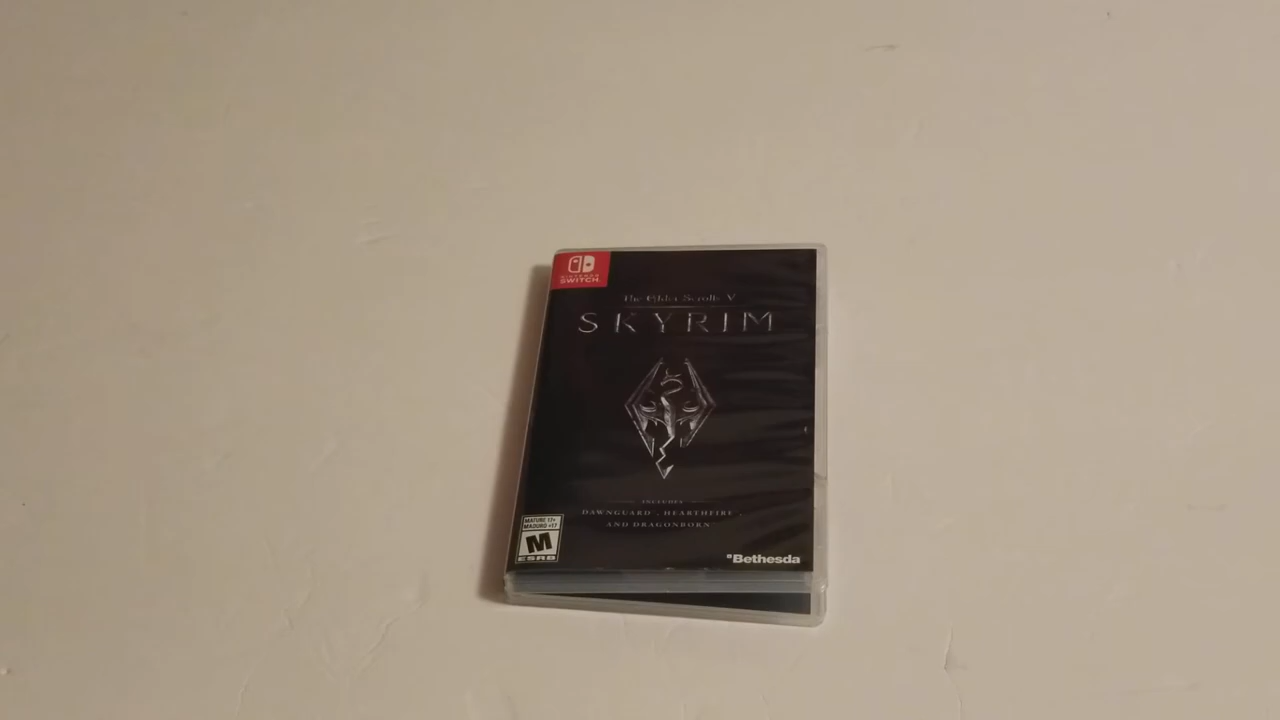 NINTENDO
SWITCH
The Elder Scrolls V
SKYRIM
INCLUDES
DAWNGUARD , HEARTHFIRE ,
AND DRAGONBORN
MATURE 17+
MADURO +17
M
ESRB
Bethesda